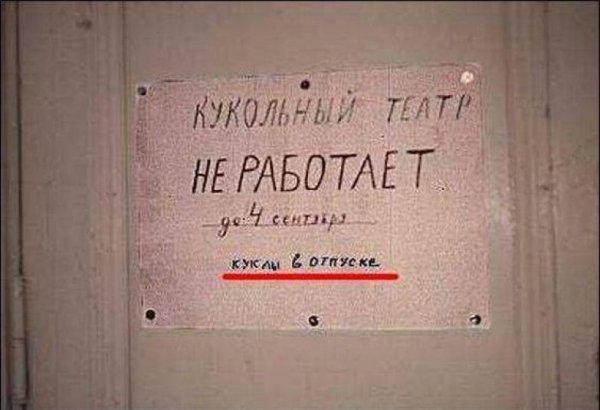 КУКОЛЬНЫЙ ТЕАТР
НЕ РАБОТАЕТ
до 4 сентября
куклы в отпуске